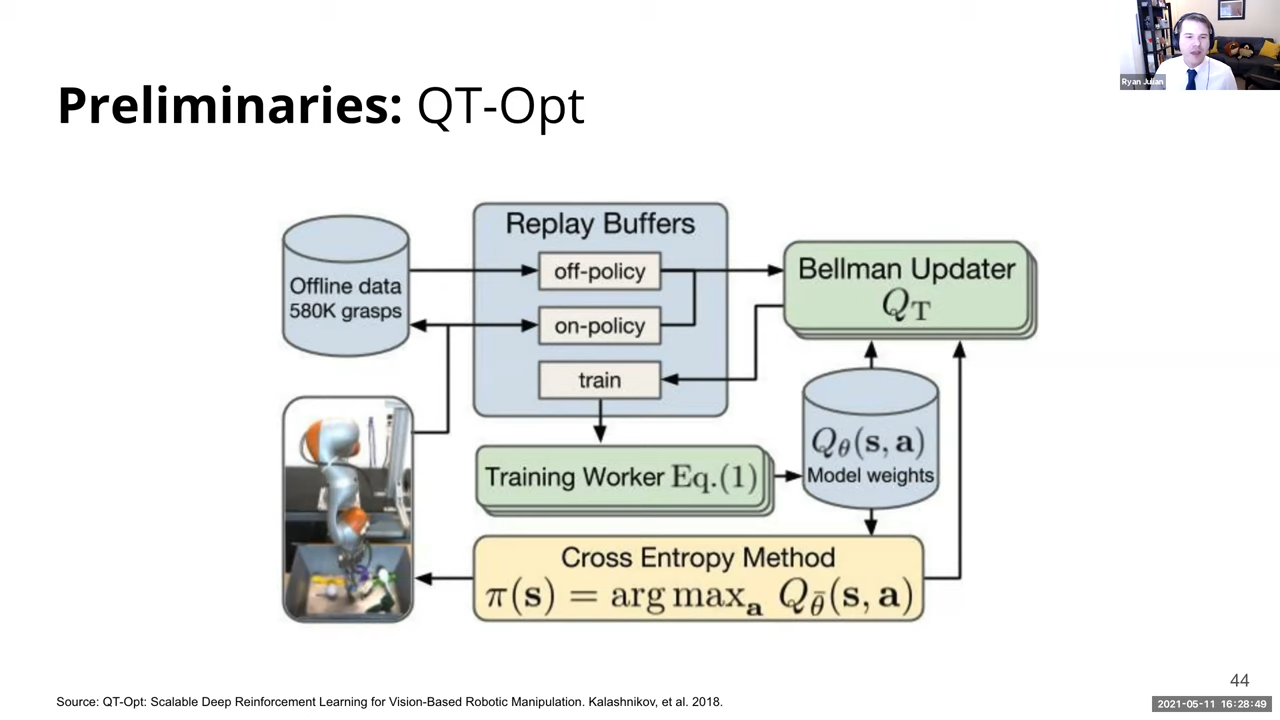 Ryan Julian
Preliminaries: QT-Opt
Replay Buffers
Offline data
580K grasps
off-policy
on-policy
train
Bellman Updater
Q_T
Training Worker Eq.(1)
Q_θ(s, a)
Model weights
Cross Entropy Method
π(s) = arg max_a Q_θ̄(s, a)
44
Source: QT-Opt: Scalable Deep Reinforcement Learning for Vision-Based Robotic Manipulation. Kalashnikov, et al. 2018.
2021-05-11 16:28:49